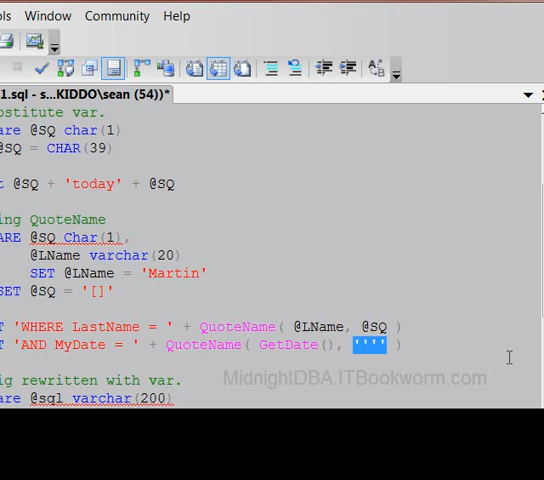 ols Window Community Help
1.sql - s...KIDDO\sean (54))*
ostitute var.
are @SQ char(1)
@SQ = CHAR(39)
t @SQ + 'today' + @SQ
ing QuoteName
ARE @SQ Char(1),
@LName varchar(20)
SET @LName = 'Martin'
SET @SQ = '[]'
T 'WHERE LastName = ' + QuoteName( @LName, @SQ )
T 'AND MyDate = ' + QuoteName( GetDate(), '''' )
ig rewritten with var.
MidnightDBA.ITBookworm.com
are @sql varchar(200)